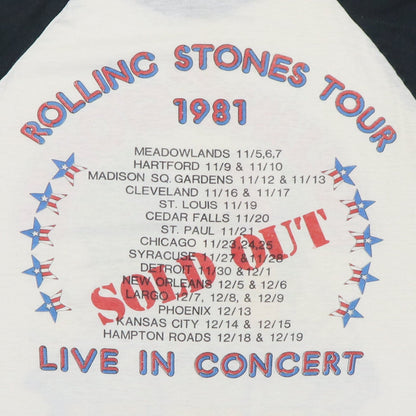 ROLLING STONES TOUR
1981
MEADOWLANDS 11/5,6,7
HARTFORD 11/9 & 11/10
MADISON SQ. GARDENS 11/12 & 11/13
CLEVELAND 11/16 & 11/17
ST. LOUIS 11/19
CEDAR FALLS 11/20
ST. PAUL 11/21
CHICAGO 11/23,24,25
SYRACUSE 11/27 & 11/28
DETROIT 11/30 & 12/1
NEW ORLEANS 12/5 & 12/6
LARGO 12/7, 12/8, & 12/9
PHOENIX 12/13
KANSAS CITY 12/14 & 12/15
HAMPTON ROADS 12/18 & 12/19
SOLD OUT
LIVE IN CONCERT